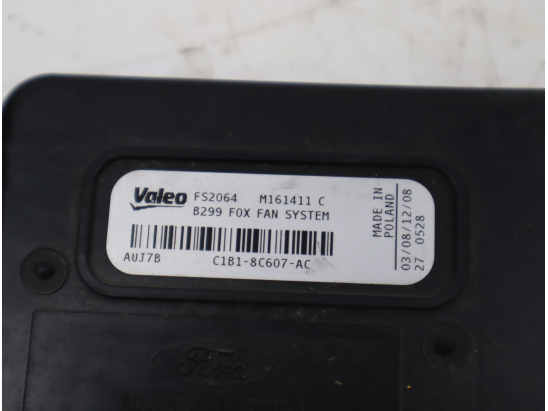 Valeo FS2064 M161411 C
B299 FOX FAN SYSTEM
AUJ7B C1B1-8C607-AC
MADE IN
POLAND
03/08/12/08
27 0528
Ford